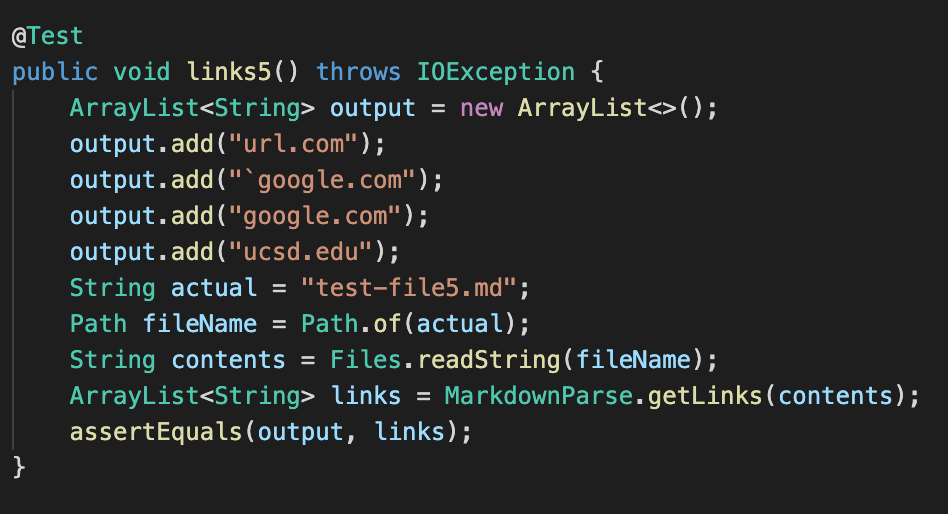 @Test
public void links5() throws IOException {
    ArrayList<String> output = new ArrayList<>();
    output.add("url.com");
    output.add("`google.com");
    output.add("google.com");
    output.add("ucsd.edu");
    String actual = "test-file5.md";
    Path fileName = Path.of(actual);
    String contents = Files.readString(fileName);
    ArrayList<String> links = MarkdownParse.getLinks(contents);
    assertEquals(output, links);
}